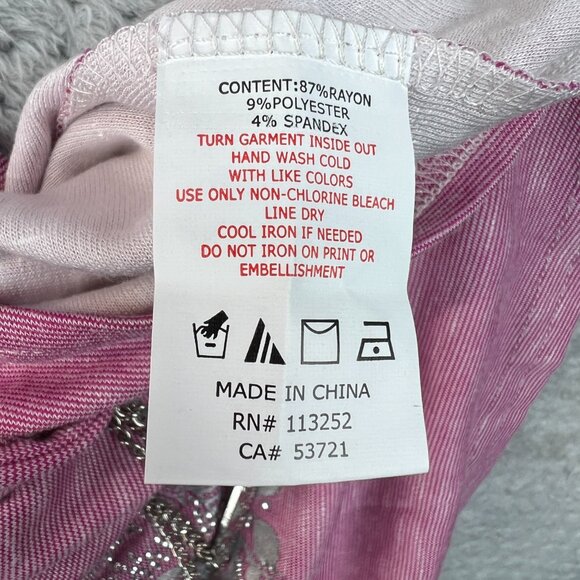 CONTENT:87%RAYON
9%POLYESTER
4% SPANDEX
TURN GARMENT INSIDE OUT
HAND WASH COLD
WITH LIKE COLORS
USE ONLY NON-CHLORINE BLEACH
LINE DRY
COOL IRON IF NEEDED
DO NOT IRON ON PRINT OR
EMBELLISHMENT
MADE IN CHINA
RN# 113252
CA# 53721